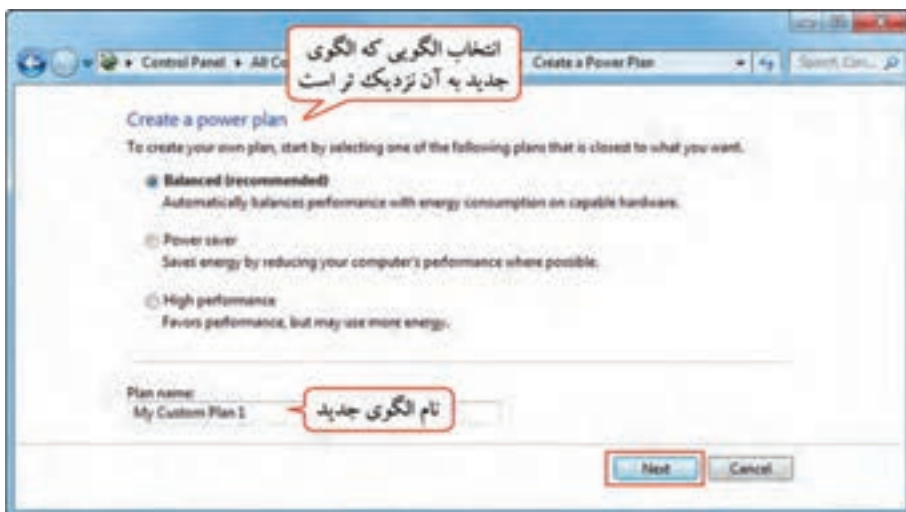 انتخاب الگویی که الگوی
جدید به آن نزدیک تر است
Control Panel All Co Create a Power Plan Search Con...
Create a power plan
To create your own plan, start by selecting one of the following plans that is closest to what you want.
Balanced (recommended)
Automatically balances performance with energy consumption on capable hardware.
Power saver
Saves energy by reducing your computer's performance where possible.
High performance
Favors performance, but may use more energy.
Plan name:
My Custom Plan 1
نام الگوی جدید
Next Cancel